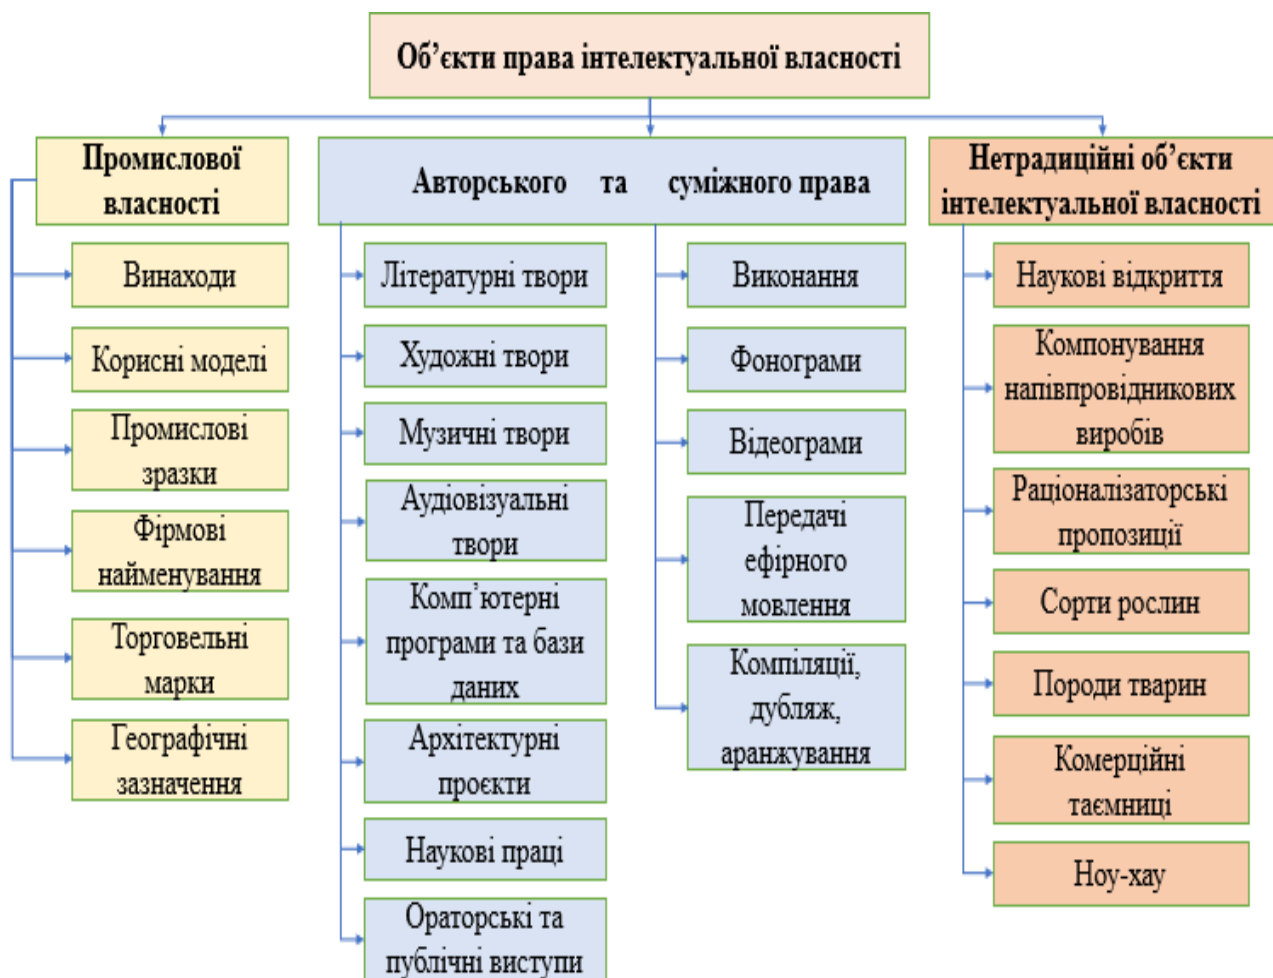 Об’єкти права інтелектуальної власності
Промислової
власності
Винаходи
Корисні моделі
Промислові
зразки
Фірмові
найменування
Торговельні
марки
Географічні
зазначення
Авторського та суміжного права
Літературні твори
Художні твори
Музичні твори
Аудіовізуальні
твори
Комп’ютерні
програми та бази
даних
Архітектурні
проєкти
Наукові праці
Ораторські та
публічні виступи
Виконання
Фонограми
Відеограми
Передачі
ефірного
мовлення
Компіляції,
дубляж,
аранжування
Нетрадиційні об’єкти
інтелектуальної власності
Наукові відкриття
Компонування
напівпровідникових
виробів
Раціоналізаторські
пропозиції
Сорти рослин
Породи тварин
Комерційні
таємниці
Ноу-хау